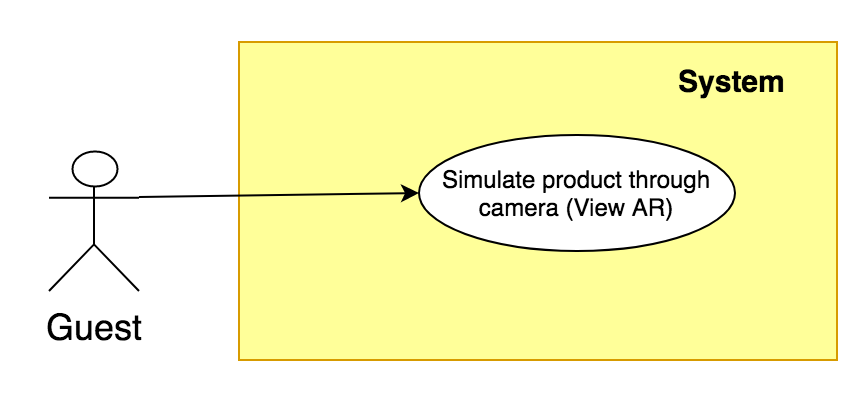 System
Simulate product through
camera (View AR)
Guest